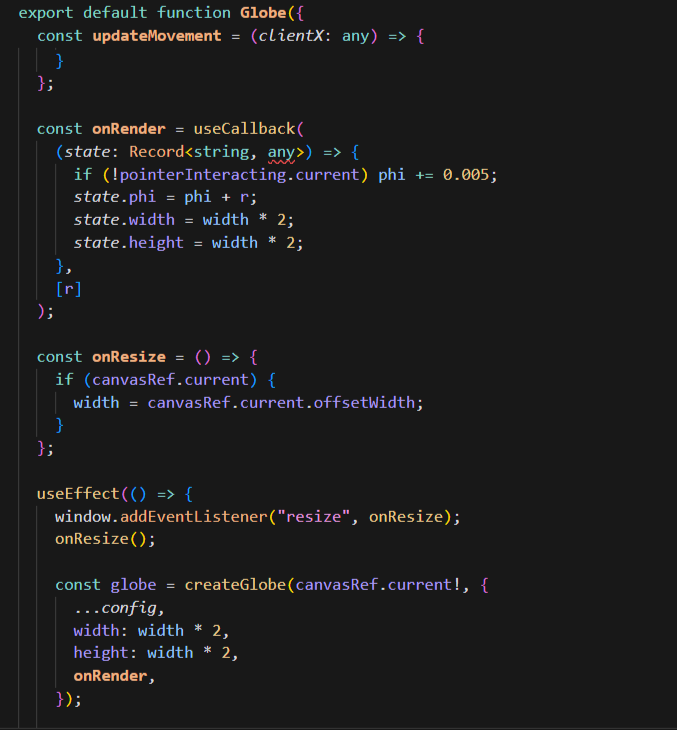 export default function Globe({
const updateMovement = (clientX: any) => {
}
};
const onRender = useCallback(
(state: Record<string, any>) => {
if (!pointerInteracting.current) phi += 0.005;
state.phi = phi + r;
state.width = width * 2;
state.height = width * 2;
},
[r]
);
const onResize = () => {
if (canvasRef.current) {
width = canvasRef.current.offsetWidth;
}
};
useEffect(() => {
window.addEventListener("resize", onResize);
onResize();
const globe = createGlobe(canvasRef.current!, {
...config,
width: width * 2,
height: width * 2,
onRender,
});